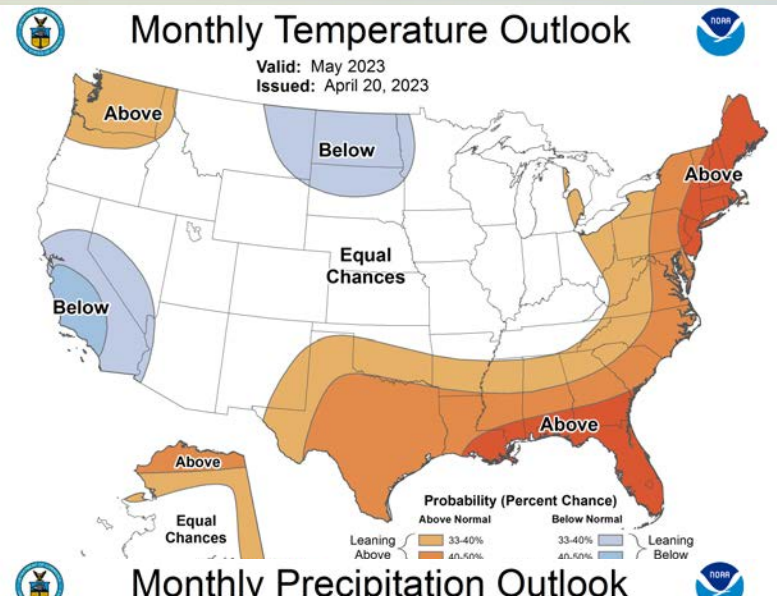 Monthly Temperature Outlook
NOAA
Valid: May 2023
Issued: April 20, 2023
Above
Below
Above
Equal
Chances
Below
Above
Above
Equal
Chances
Probability (Percent Chance)
Above Normal Below Normal
Leaning
Above
33-40% 33-40%
Leaning
Below
40-50% 40-50%
Monthly Precipitation Outlook
NOAA